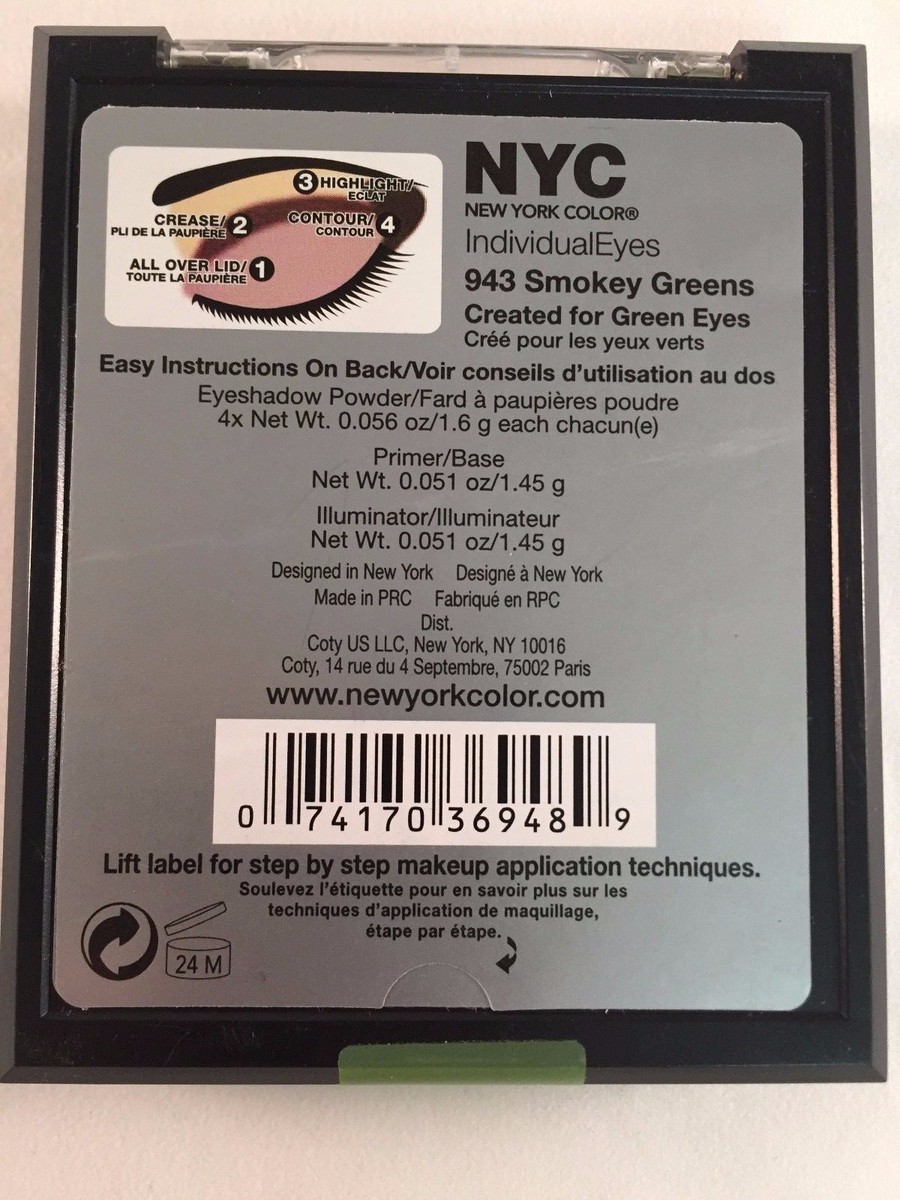 3 HIGHLIGHT/
ECLAT
CREASE/ 2
PLI DE LA PAUPIÈRE
CONTOUR/ 4
CONTOUR
ALL OVER LID/ 1
TOUTE LA PAUPIÈRE
NYC
NEW YORK COLOR®
IndividualEyes
943 Smokey Greens
Created for Green Eyes
Créé pour les yeux verts
Easy Instructions On Back/Voir conseils d'utilisation au dos
Eyeshadow Powder/Fard à paupières poudre
4x Net Wt. 0.056 oz/1.6 g each chacun(e)
Primer/Base
Net Wt. 0.051 oz/1.45 g
Illuminator/Illuminateur
Net Wt. 0.051 oz/1.45 g
Designed in New York Designé à New York
Made in PRC Fabriqué en RPC
Dist.
Coty US LLC, New York, NY 10016
Coty, 14 rue du 4 Septembre, 75002 Paris
www.newyorkcolor.com
0 74170 36948 9
Lift label for step by step makeup application techniques.
Soulevez l'étiquette pour en savoir plus sur les
techniques d'application de maquillage,
étape par étape.
24 M